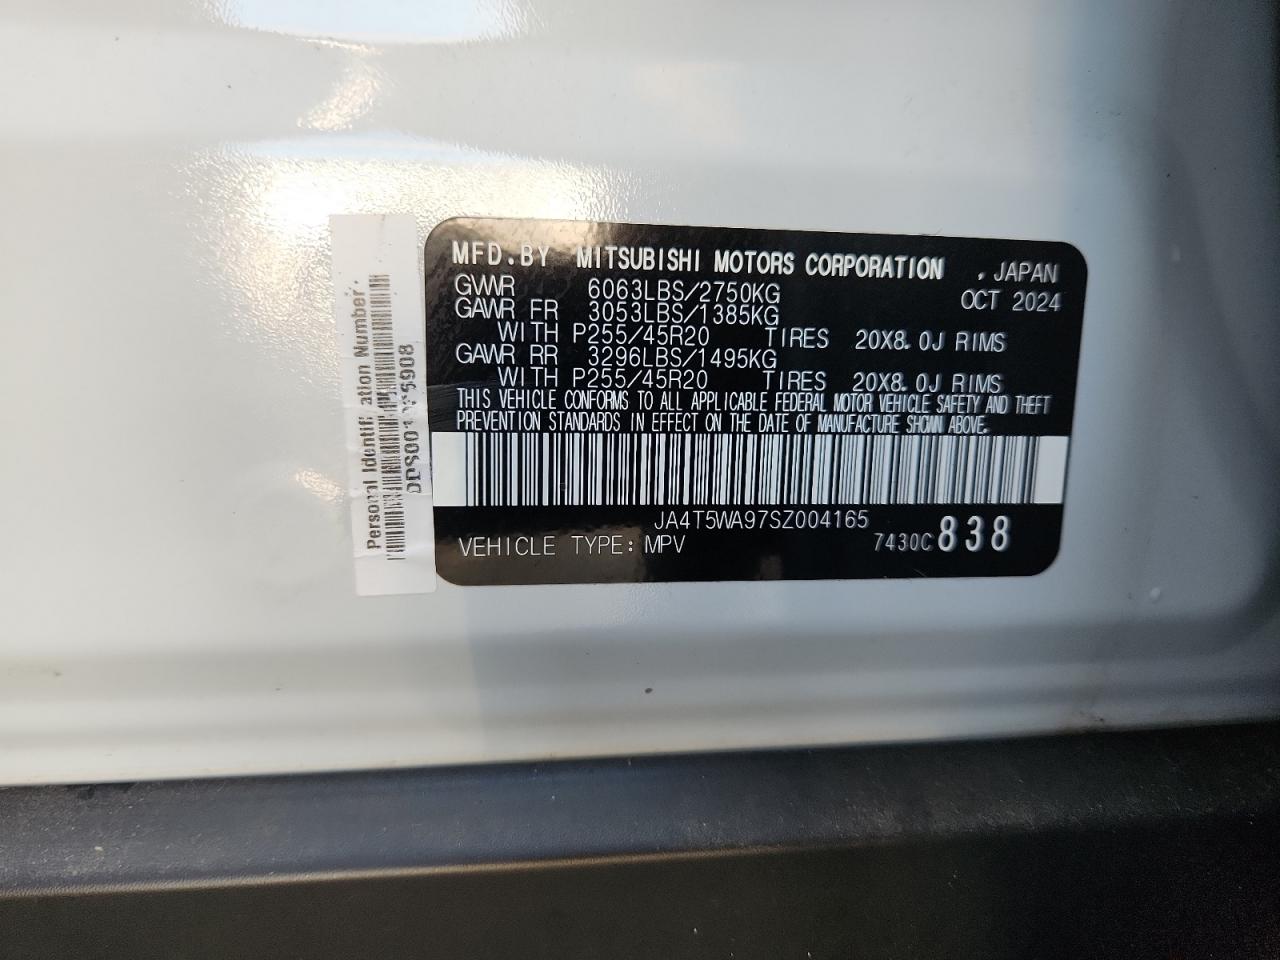 MFD.BY MITSUBISHI MOTORS CORPORATION , JAPAN
GVWR 6063LBS/2750KG OCT 2024
GAWR FR 3053LBS/1385KG
WITH P255/45R20 TIRES 20X8.0J RIMS
GAWR RR 3296LBS/1495KG
WITH P255/45R20 TIRES 20X8.0J RIMS
THIS VEHICLE CONFORMS TO ALL APPLICABLE FEDERAL MOTOR VEHICLE SAFETY AND THEFT
PREVENTION STANDARDS IN EFFECT ON THE DATE OF MANUFACTURE SHOWN ABOVE.
JA4T5WA97SZ004165
VEHICLE TYPE: MPV 7430C 838
Personal Identification Number: